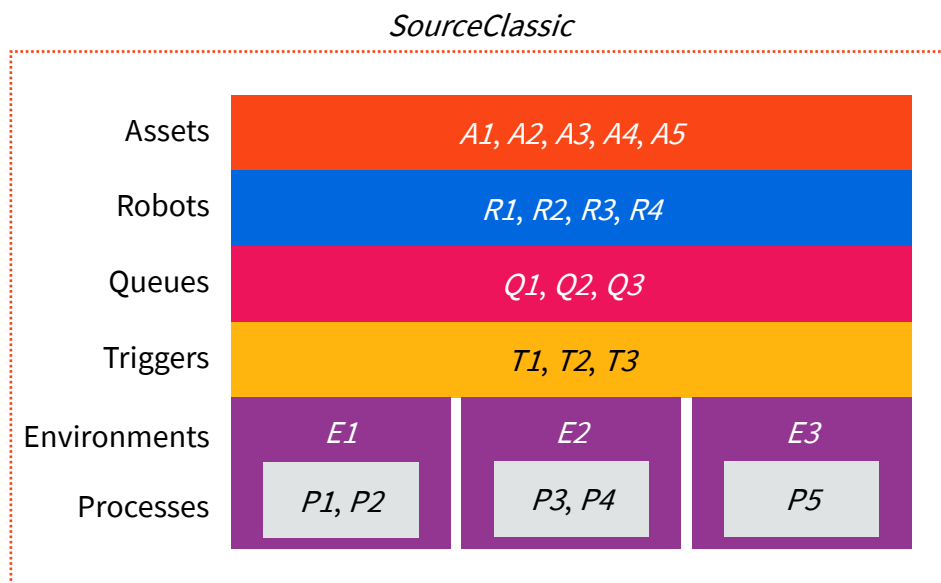 SourceClassic
Assets A1, A2, A3, A4, A5
Robots R1, R2, R3, R4
Queues Q1, Q2, Q3
Triggers T1, T2, T3
Environments E1 E2 E3
Processes P1, P2 P3, P4 P5